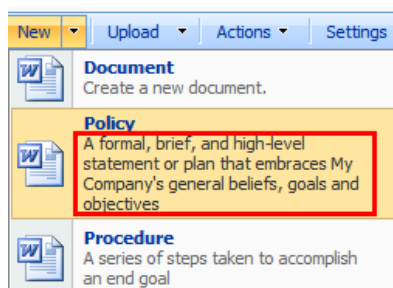 New Upload Actions Settings
Document
Create a new document.
Policy
A formal, brief, and high-level
statement or plan that embraces My
Company's general beliefs, goals and
objectives
Procedure
A series of steps taken to accomplish
an end goal